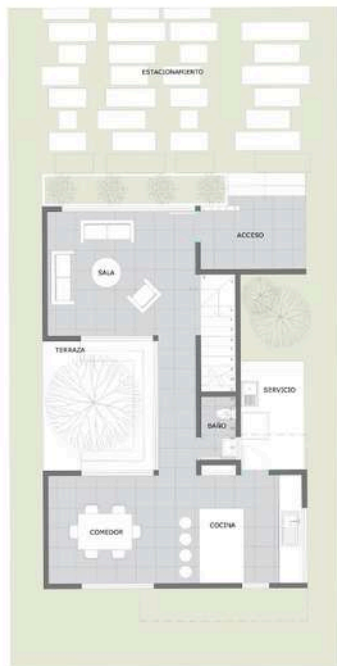 ESTACIONAMIENTO
ACCESO
SALA
TERRAZA
SERVICIO
BAÑO
COMEDOR
COCINA